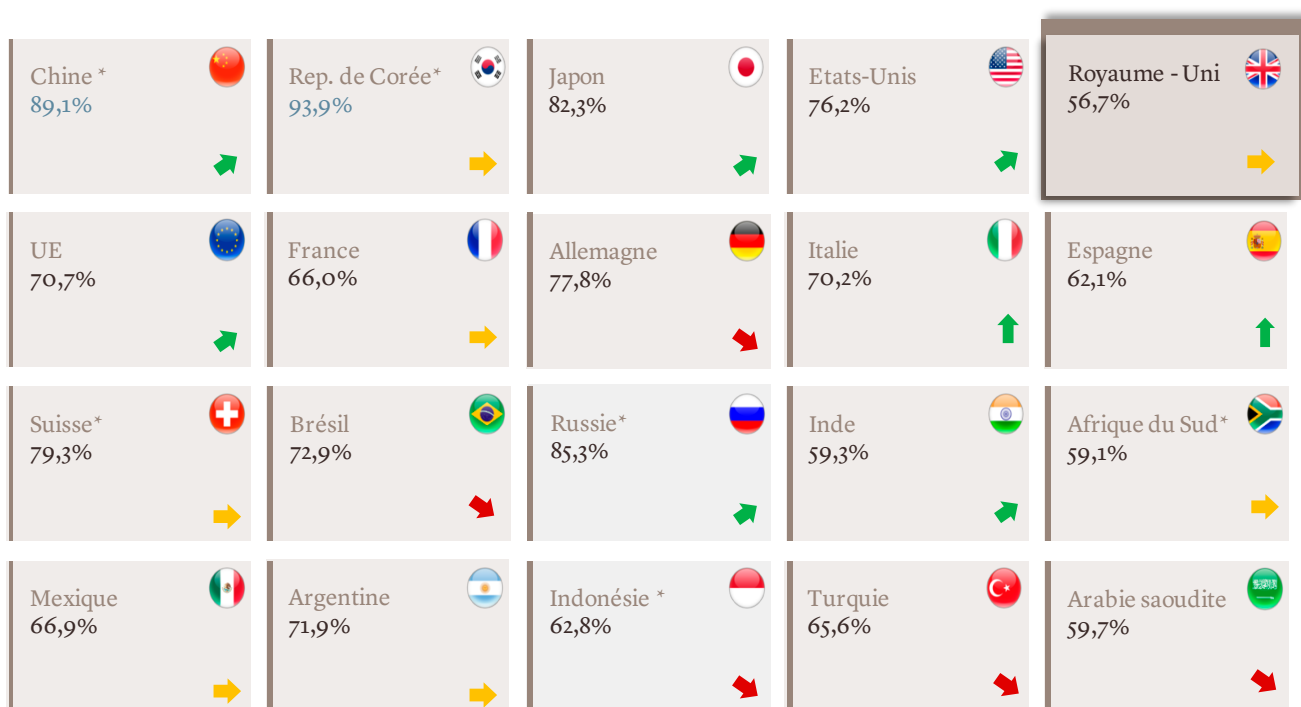 Chine *
89,1%
Rep. de Corée*
93,9%
Japon
82,3%
Etats-Unis
76,2%
Royaume - Uni
56,7%
UE
70,7%
France
66,0%
Allemagne
77,8%
Italie
70,2%
Espagne
62,1%
Suisse*
79,3%
Brésil
72,9%
Russie*
85,3%
Inde
59,3%
Afrique du Sud*
59,1%
Mexique
66,9%
Argentine
71,9%
Indonésie *
62,8%
Turquie
65,6%
Arabie saoudite
59,7%